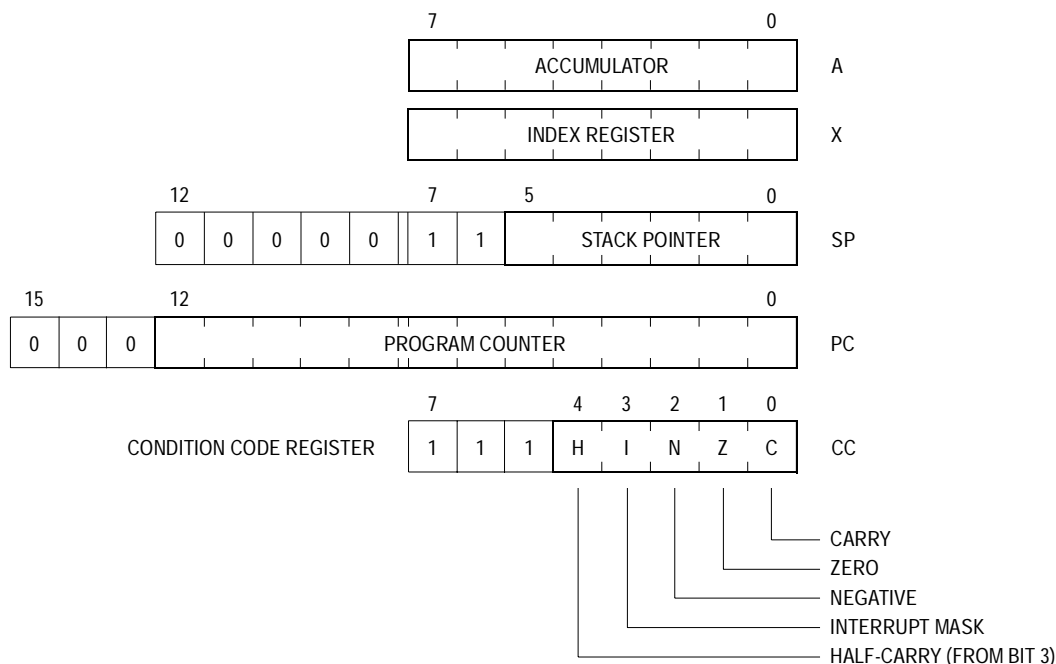 7 0
ACCUMULATOR A
INDEX REGISTER X
12 7 5 0
0 0 0 0 0 1 1 STACK POINTER SP
15 12 0
0 0 0 PROGRAM COUNTER PC
7 4 3 2 1 0
CONDITION CODE REGISTER 1 1 1 H I N Z C CC
CARRY
ZERO
NEGATIVE
INTERRUPT MASK
HALF-CARRY (FROM BIT 3)